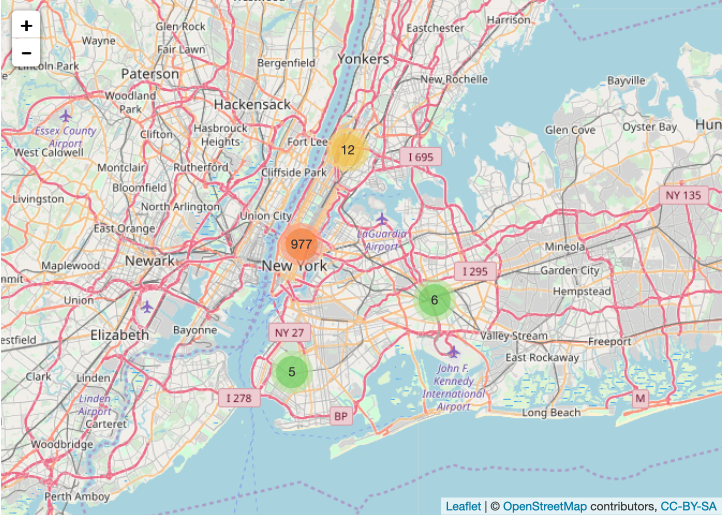 +
−
Glen Rock
Wayne
Fair Lawn
Lincoln Park
Paterson
Bergenfield
Woodland
Park
Hackensack
Yonkers
Eastchester
Harrison
New Rochelle
Bayville
Essex County
Airport
Clifton
Hasbrouck
Heights
Fort Lee
12
I 695
Glen Cove
Oyster Bay
Hun
West Caldwell
Montclair
Rutherford
Cliffside Park
Bloomfield
Livingston
North Arlington
Union City
East Orange
LaGuardia
Airport
NY 135
977
New York
Newark
Maplewood
Mineola
I 295
Garden City
Hempstead
Union
6
Elizabeth
Bayonne
NY 27
Valley Stream
Freeport
East Rockaway
5
John F.
Kennedy
International
Airport
Clark
Linden
Linden
Airport
I 278
Carteret
BP
M
Long Beach
Woodbridge
Perth Amboy
Leaflet | © OpenStreetMap contributors, CC-BY-SA